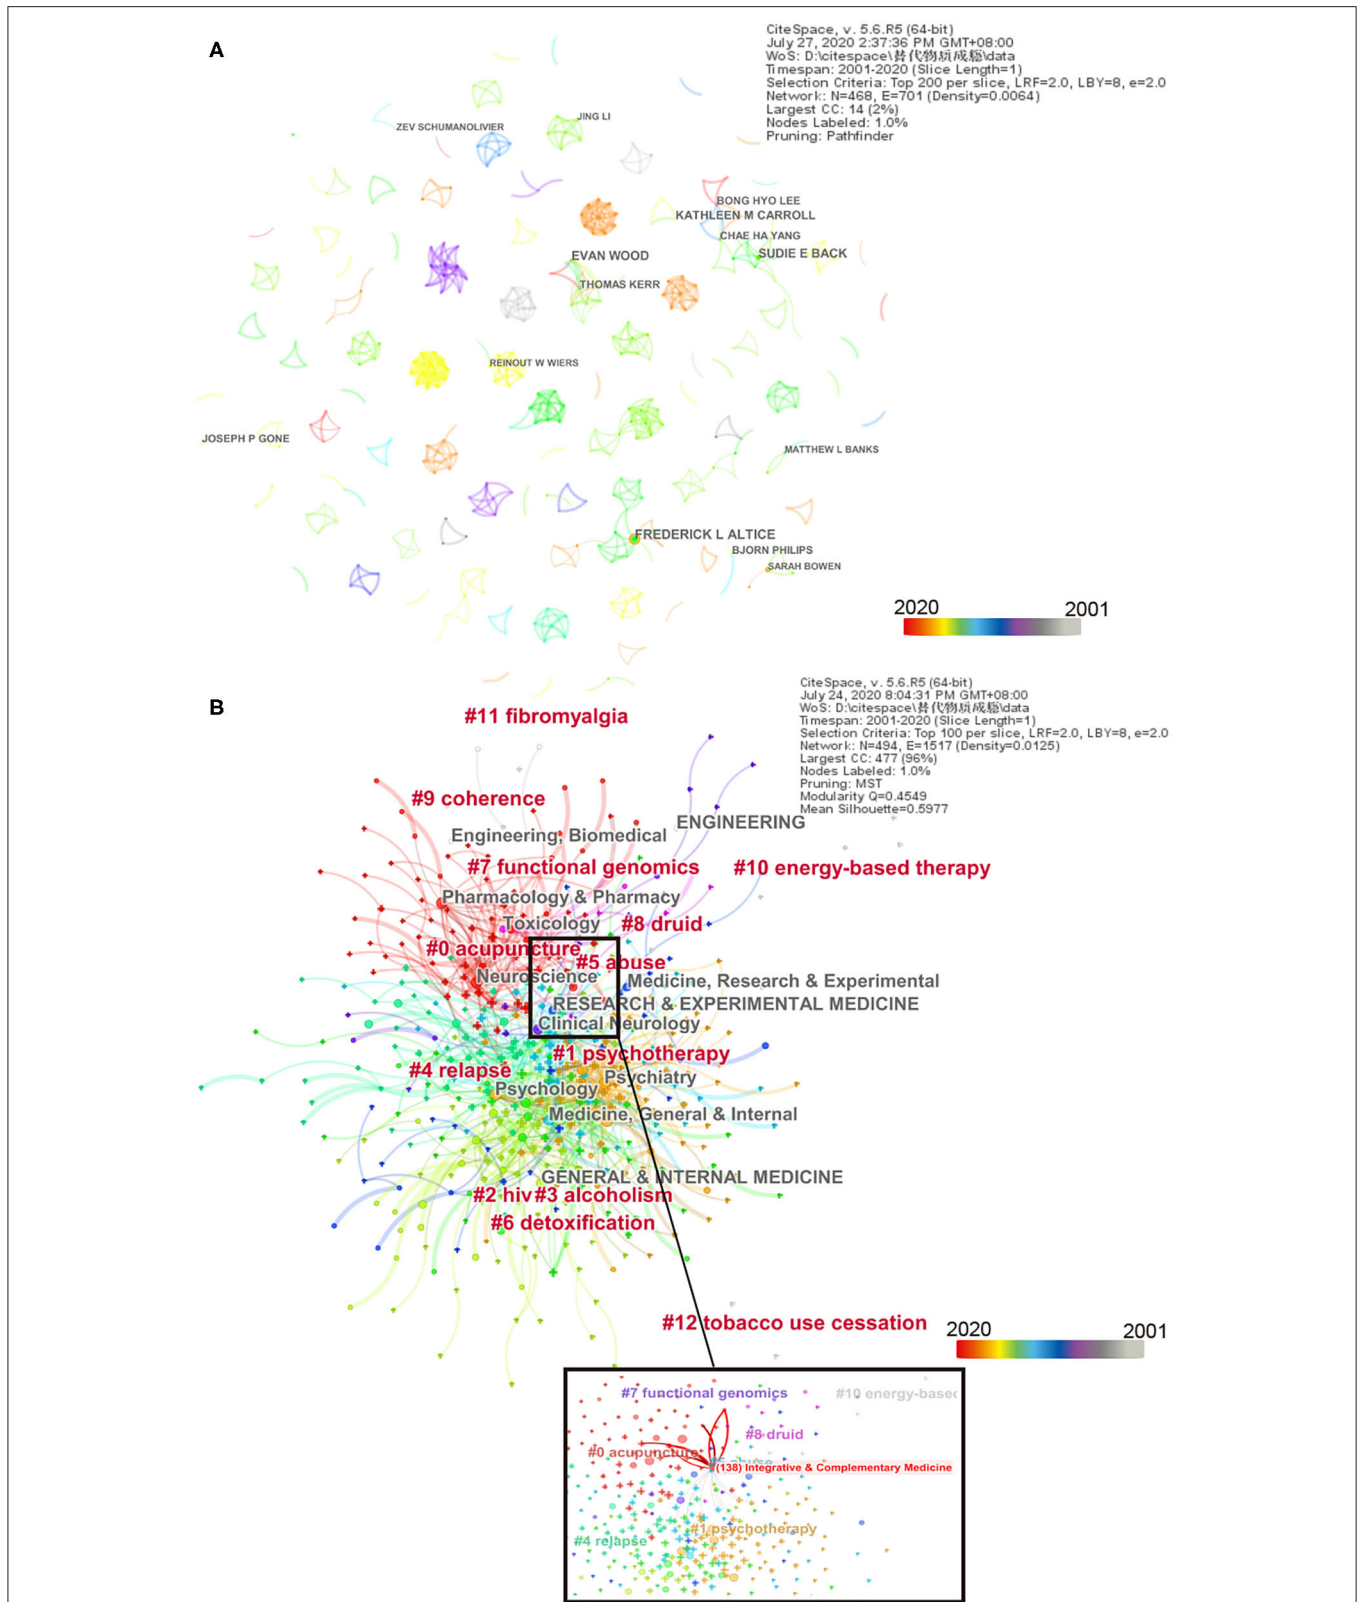 A
CiteSpace, v. 5.6.R5 (64-bit)
July 27, 2020 2:37:36 PM GMT+08:00
WoS: D:\citespace\替代物质成瘾\data
Timespan: 2001-2020 (Slice Length=1)
Selection Criteria: Top 200 per slice, LRF=2.0, LBY=8, e=2.0
Network: N=468, E=701 (Density=0.0064)
Largest CC: 14 (2%)
Nodes Labeled: 1.0%
Pruning: Pathfinder
JING LI
ZEV SCHUMANOLIVIER
BONG HYO LEE
KATHLEEN M CARROLL
CHAE HA YANG
SUDIE E BACK
EVAN WOOD
THOMAS KERR
REINOUT W WIERS
JOSEPH P GONE
MATTHEW L BANKS
FREDERICK L ALTICE
BJORN PHILIPS
SARAH BOWEN
2020 2001
B
CiteSpace, v. 5.6.R5 (64-bit)
July 24, 2020 8:04:31 PM GMT+08:00
WoS: D:\citespace\替代物质成瘾\data
Timespan: 2001-2020 (Slice Length=1)
Selection Criteria: Top 100 per slice, LRF=2.0, LBY=8, e=2.0
Network: N=494, E=1517 (Density=0.0125)
Largest CC: 477 (96%)
Nodes Labeled: 1.0%
Pruning: MST
Modularity Q=0.4549
Mean Silhouette=0.5977
#11 fibromyalgia
#9 coherence
ENGINEERING
Engineering, Biomedical
#7 functional genomics
#10 energy-based therapy
Pharmacology & Pharmacy
Toxicology
#8 druid
#0 acupuncture
#5 abuse
Neuroscience
Medicine, Research & Experimental
RESEARCH & EXPERIMENTAL MEDICINE
Clinical Neurology
#1 psychotherapy
#4 relapse
Psychiatry
Psychology
Medicine, General & Internal
GENERAL & INTERNAL MEDICINE
#2 hiv
#3 alcoholism
#6 detoxification
#12 tobacco use cessation
2020 2001
#7 functional genomics
#10 energy-based
#8 druid
#0 acupuncture
#5 abuse
(138) Integrative & Complementary Medicine
#1 psychotherapy
#4 relapse